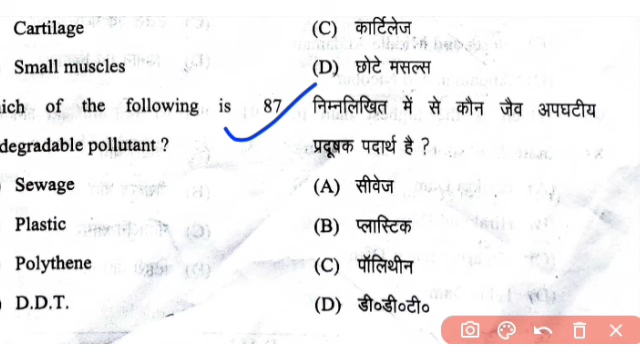 Cartilage
(C) कार्टिलेज
Small muscles
(D) छोटे मसल्स
ich of the following is
87 निम्नलिखित में से कौन जैव अपघटीय
degradable pollutant ?
प्रदूषक पदार्थ है ?
Sewage
(A) सीवेज
Plastic
(B) प्लास्टिक
Polythene
(C) पॉलिथीन
D.D.T.
(D) डी०डी०टी०